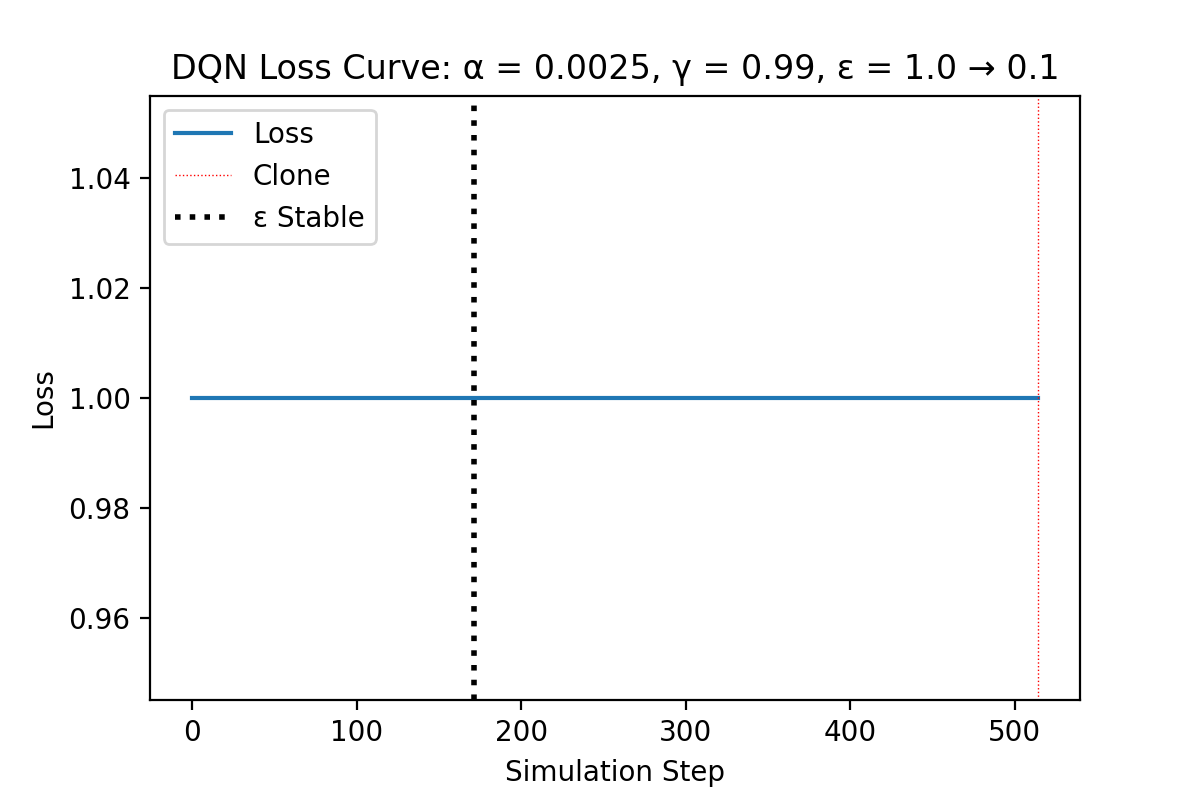 DQN Loss Curve: α = 0.0025, γ = 0.99, ε = 1.0 → 0.1
Loss
Clone
ε Stable
1.04
1.02
1.00
0.98
0.96
Loss
0 100 200 300 400 500
Simulation Step